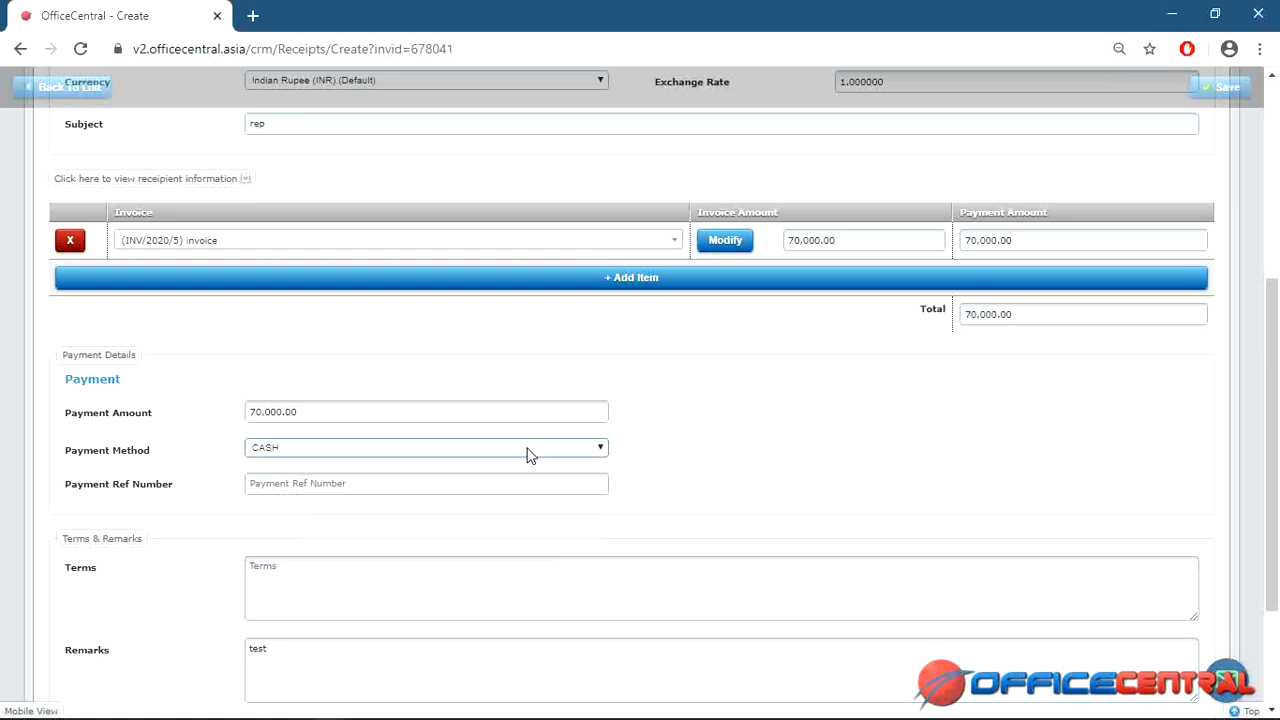 OfficeCentral - Create
v2.officecentral.asia/crm/Receipts/Create?invid=678041
Currency Indian Rupee (INR) (Default) Exchange Rate 1.000000
Back To List Save
Subject rep
Click here to view receipient information
Invoice Invoice Amount Payment Amount
X (INV/2020/5) invoice Modify 70,000.00 70,000.00
+ Add Item
Total 70,000.00
Payment Details
Payment
Payment Amount 70,000.00
Payment Method CASH
Payment Ref Number Payment Ref Number
Terms & Remarks
Terms Terms
Remarks test
OFFICECENTRAL
Mobile View Top